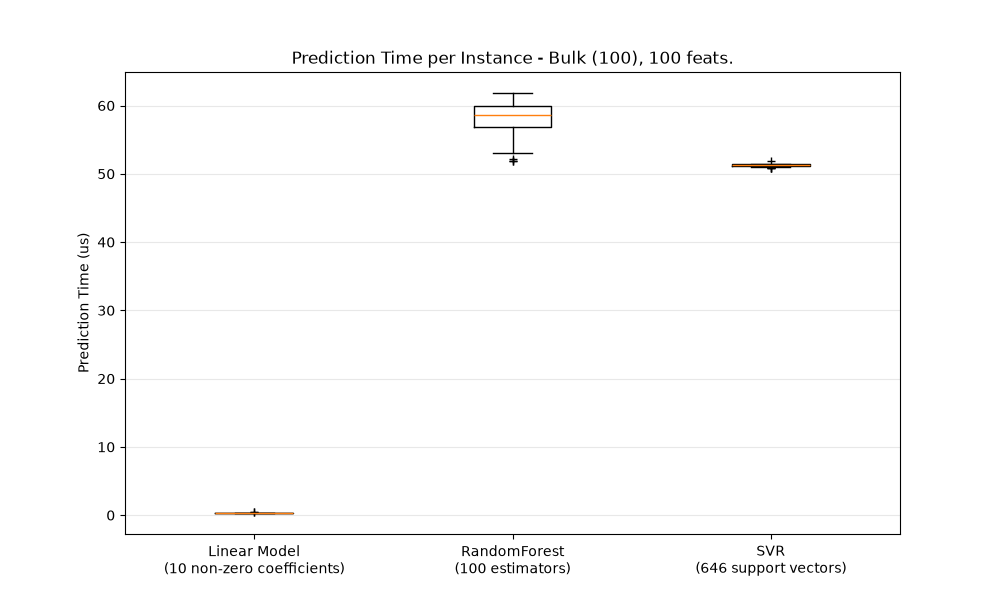 Prediction Time per Instance - Bulk (100), 100 feats.
Prediction Time (us)
60
50
40
30
20
10
0
Linear Model
(10 non-zero coefficients)
RandomForest
(100 estimators)
SVR
(646 support vectors)